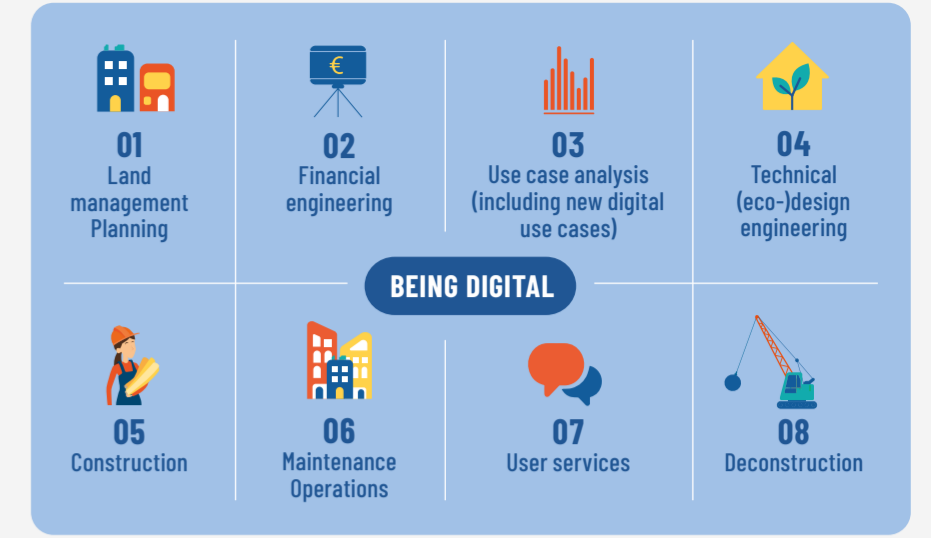 €
01
Land
management
Planning
02
Financial
engineering
03
Use case analysis
(including new digital
use cases)
04
Technical
(eco-)design
engineering
BEING DIGITAL
05
Construction
06
Maintenance
Operations
07
User services
08
Deconstruction